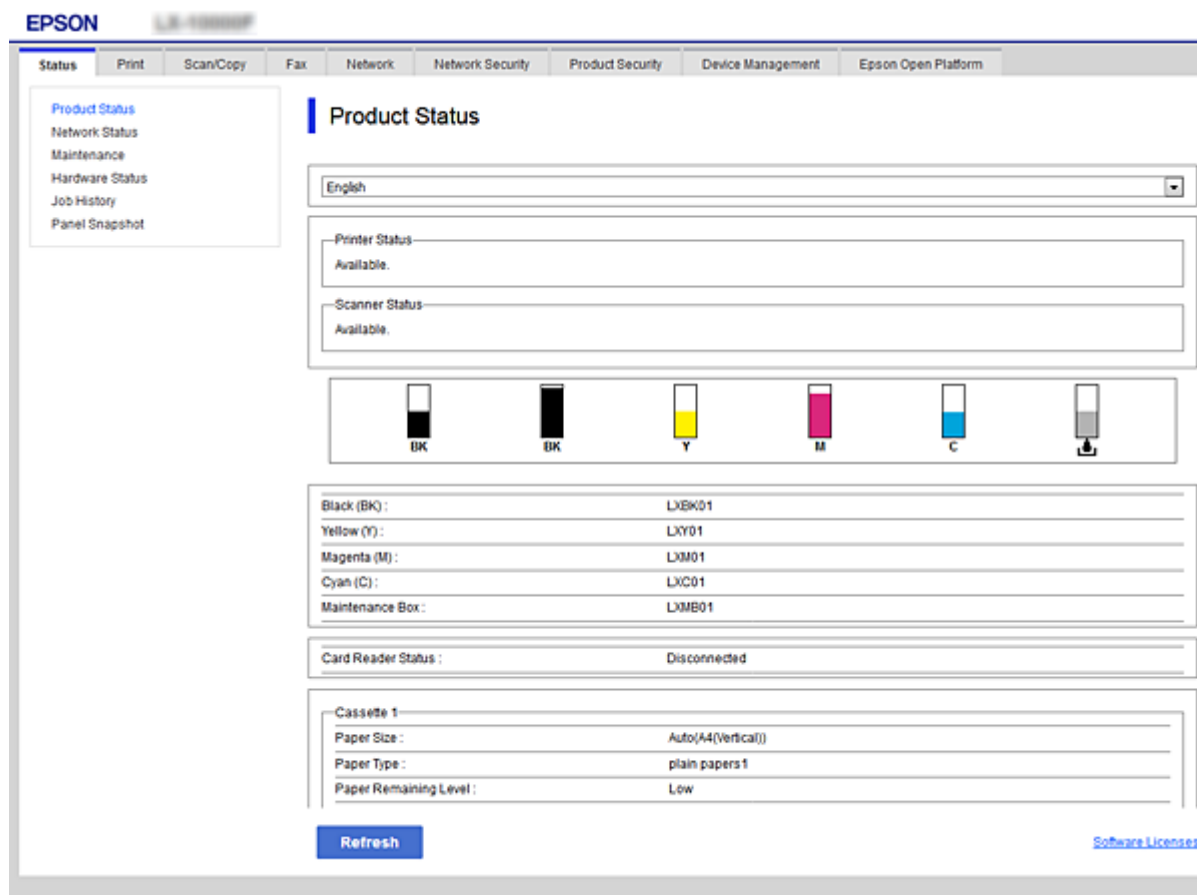 EPSON
Status Print Scan/Copy Fax Network Network Security Product Security Device Management Epson Open Platform
Product Status
Network Status
Maintenance
Hardware Status
Job History
Panel Snapshot
Product Status
English
Printer Status
Available.
Scanner Status
Available.
BK BK Y M C
Black (BK) : LXBK01
Yellow (Y) : LXY01
Magenta (M) : LXM01
Cyan (C) : LXC01
Maintenance Box : LXMB01
Card Reader Status : Disconnected
Cassette 1
Paper Size : Auto(A4(Vertical))
Paper Type : plain papers1
Paper Remaining Level : Low
Refresh
Software Licenses